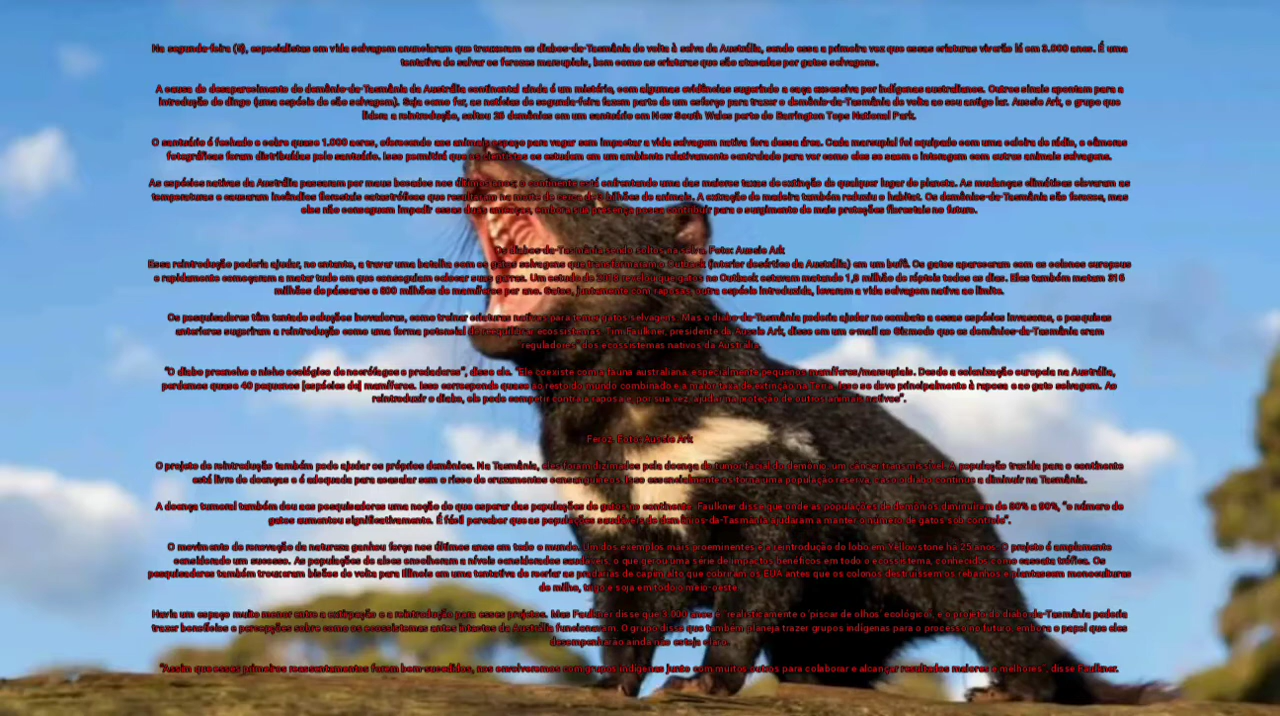 Na segunda-feira (5), especialistas em vida selvagem anunciaram que trouxeram os diabos-da-Tasmânia de volta à selva da Austrália, sendo essa a primeira vez que essas criaturas viverão lá em 3.000 anos. É uma
tentativa de salvar os ferozes marsupiais, bem como as criaturas que são atacadas por gatos selvagens.
A causa do desaparecimento do demônio-da-Tasmânia da Austrália continental ainda é um mistério, com algumas evidências sugerindo a caça excessiva por indígenas australianos. Outros sinais apontam para a
introdução do dingo (uma espécie de cão selvagem). Seja como for, as notícias de segunda-feira fazem parte de um esforço para trazer o demônio-da-Tasmânia de volta ao seu antigo lar. Aussie Ark, o grupo que
lidera a reintrodução, soltou 26 demônios em um santuário em New South Wales perto do Barrington Tops National Park.
O santuário é fechado e cobre quase 1.000 acres, oferecendo aos animais espaço para vagar sem impactar a vida selvagem nativa fora dessa área. Cada marsupial foi equipado com uma coleira de rádio, e câmeras
fotográficas foram distribuídas pelo santuário. Isso permitirá que os cientistas os estudem em um ambiente relativamente controlado para ver como eles se saem e interagem com outros animais selvagens.
As espécies nativas da Austrália passaram por maus bocados nos últimos anos; o continente está enfrentando uma das maiores taxas de extinção de qualquer lugar do planeta. As mudanças climáticas elevaram as
temperaturas e causaram incêndios florestais catastróficos que resultaram na morte de cerca de 3 bilhões de animais. A extração de madeira também reduziu o habitat. Os demônios-da-Tasmânia são ferozes, mas
eles não conseguem impedir essas duas ameaças, embora sua presença possa contribuir para o surgimento de mais proteções florestais no futuro.
Os diabos-da-Tasmânia sendo soltos na selva. Foto: Aussie Ark
Essa reintrodução poderia ajudar, no entanto, a travar uma batalha com os gatos selvagens que transformaram o Outback (interior desértico da Austrália) em um bufê. Os gatos apareceram com os colonos europeus
e rapidamente começaram a matar tudo em que conseguiam colocar suas garras. Um estudo de 2018 revelou que gatos no Outback estavam matando 1,8 milhão de répteis todos os dias. Eles também matam 316
milhões de pássaros e 800 milhões de mamíferos por ano. Gatos, juntamente com raposas, outra espécie introduzida, levaram a vida selvagem nativa ao limite.
Os pesquisadores têm tentado soluções inovadoras, como treinar criaturas nativas para temer gatos selvagens. Mas o diabo-da-Tasmânia poderia ajudar no combate a essas espécies invasoras, e pesquisas
anteriores sugeriram a reintrodução como uma forma potencial de reequilibrar ecossistemas. Tim Faulkner, presidente da Aussie Ark, disse em um e-mail ao Gizmodo que os demônios-da-Tasmânia eram
reguladores" dos ecossistemas nativos da Austrália.
"O diabo preenche o nicho ecológico de necrófagos e predadores", disse ele. "Ele coexiste com a fauna australiana, especialmente pequenos mamíferos/marsupiais. Desde a colonização europeia na Austrália,
perdemos quase 40 pequenos [espécies de] mamíferos. Isso corresponde quase ao resto do mundo combinado e a maior taxa de extinção na Terra. Isso se deve principalmente à raposa e ao gato selvagem. Ao
reintroduzir o diabo, ele pode competir contra a raposa e, por sua vez, ajudar na proteção de outros animais nativos".
Feroz. Foto: Aussie Ark
O projeto de reintrodução também pode ajudar os próprios demônios. Na Tasmânia, eles foram dizimados pela doença do tumor facial do demônio, um câncer transmissível. A população trazida para o continente
está livre de doenças e é adequada para acasalar sem o risco de cruzamentos consanguíneos. Isso essencialmente os torna uma população reserva, caso o diabo continue a diminuir na Tasmânia.
A doença tumoral também deu aos pesquisadores uma noção do que esperar das populações de gatos no continente. Faulkner disse que onde as populações de demônios diminuíram de 80% a 90%, "o número de
gatos aumentou significativamente. É fácil perceber que as populações saudáveis de demônios-da-Tasmânia ajudaram a manter o número de gatos sob controle".
O movimento de renovação da natureza ganhou força nos últimos anos em todo o mundo. Um dos exemplos mais proeminentes é a reintrodução do lobo em Yellowstone há 25 anos. O projeto é amplamente
considerado um sucesso. As populações de alces encolheram a níveis considerados saudáveis, o que gerou uma série de impactos benéficos em todo o ecossistema, conhecidos como cascata trófica. Os
pesquisadores também trouxeram bisões de volta para Illinois em uma tentativa de recriar as pradarias de capim alto que cobriram os EUA antes que os colonos destruíssem os rebanhos e plantassem monoculturas
de milho, trigo e soja em todo o meio-oeste.
Havia um espaço muito menor entre a extirpação e a reintrodução para esses projetos. Mas Faulkner disse que 3.000 anos é "realisticamente o 'piscar de olhos' ecológico", e o projeto do diabo-da-Tasmânia poderia
trazer benefícios e percepções sobre como os ecossistemas antes intactos da Austrália funcionavam. O grupo disse que também planeja trazer grupos indígenas para o processo no futuro, embora o papel que eles
desempenharão ainda não esteja claro.
"Assim que esses primeiros reassentamentos forem bem-sucedidos, nos envolveremos com grupos indígenas junto com muitos outros para colaborar e alcançar resultados maiores e melhores", disse Faulkner.